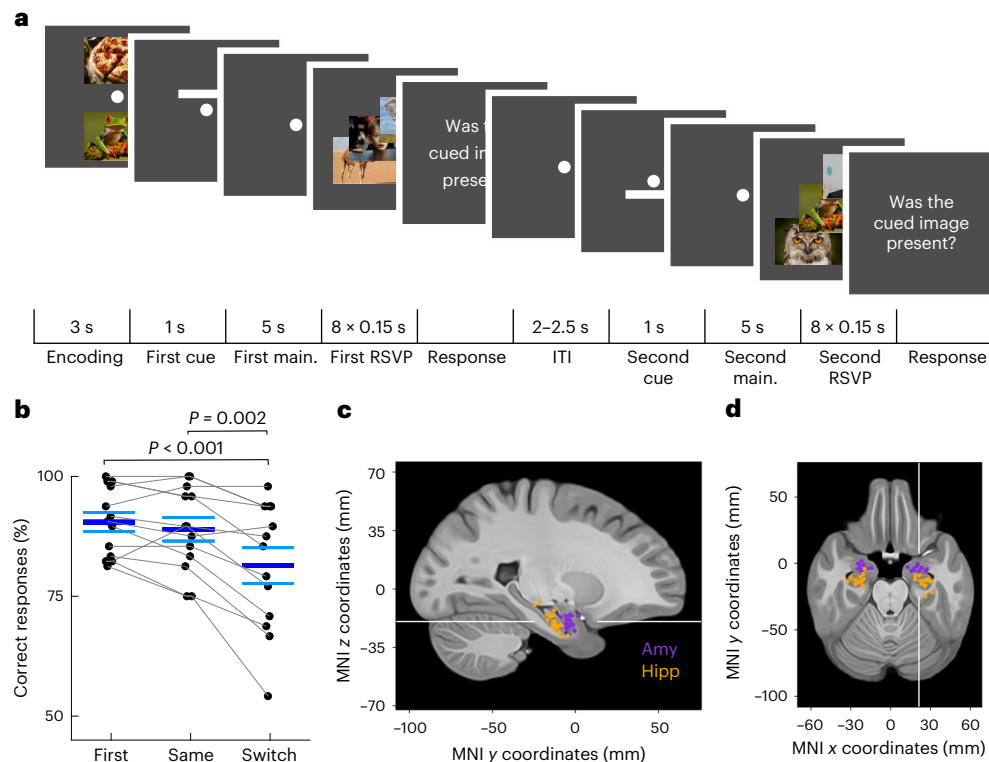 a
Was t
cued in
prese
Was the
cued image
present?
3 s
1 s
5 s
8 × 0.15 s
2–2.5 s
1 s
5 s
8 × 0.15 s
Encoding
First cue
First main.
First RSVP
Response
ITI
Second
cue
Second
main.
Second
RSVP
Response
b
P = 0.002
P < 0.001
100
75
50
Correct responses (%)
First
Same
Switch
c
70
35
0
−35
−70
MNI z coordinates (mm)
Amy
Hipp
−100
−50
0
50
MNI y coordinates (mm)
d
50
0
−50
−100
MNI y coordinates (mm)
−60
−30
0
30
60
MNI x coordinates (mm)